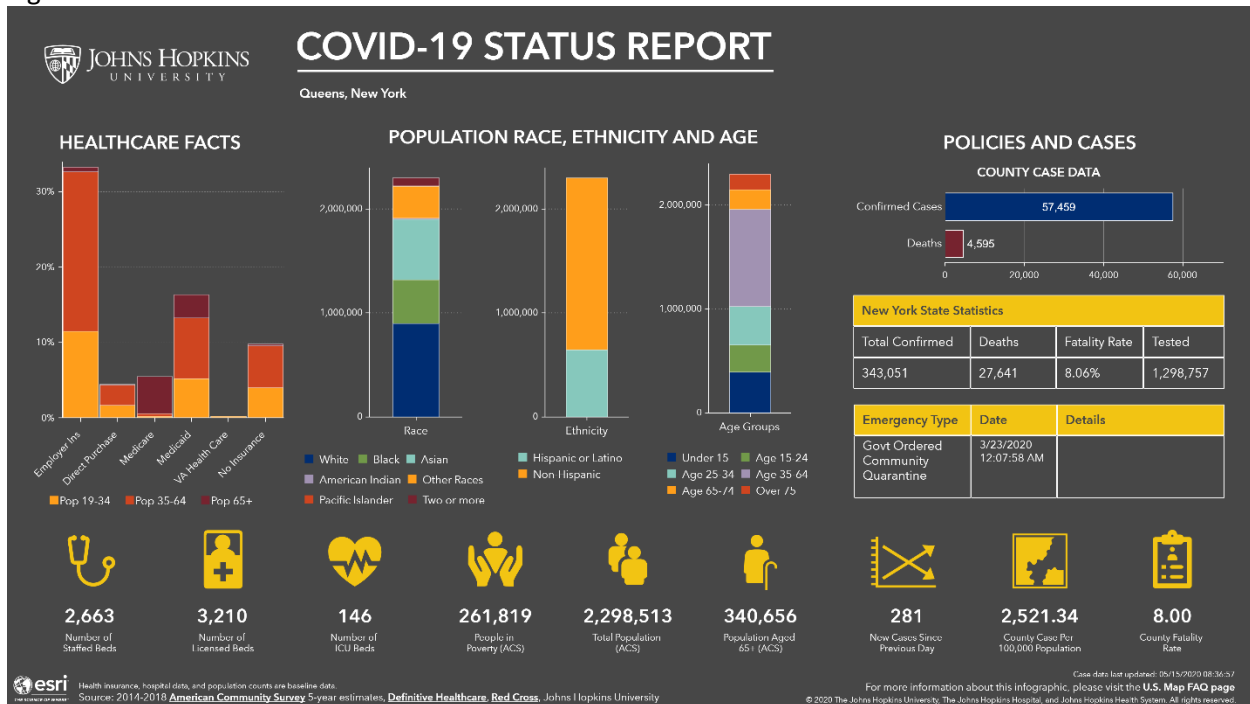 JOHNS HOPKINS
UNIVERSITY
COVID-19 STATUS REPORT
Queens, New York
HEALTHCARE FACTS
30%
20%
10%
0%
Employer Ins
Direct Purchase
Medicare
Medicaid
VA Health Care
No Insurance
Pop 19-34 Pop 35-64 Pop 65+
POPULATION RACE, ETHNICITY AND AGE
2,000,000
1,000,000
0
Race
White Black Asian
American Indian Other Races
Pacific Islander Two or more
2,000,000
1,000,000
0
Ethnicity
Hispanic or Latino
Non Hispanic
2,000,000
1,000,000
0
Age Groups
Under 15 Age 15-24
Age 25-34 Age 35-64
Age 65-74 Over 75
POLICIES AND CASES
COUNTY CASE DATA
Confirmed Cases 57,459
Deaths 4,595
0 20,000 40,000 60,000
New York State Statistics
Total Confirmed Deaths Fatality Rate Tested
343,051 27,641 8.06% 1,298,757
Emergency Type Date Details
Govt Ordered 3/23/2020
Community 12:07:58 AM
Quarantine
2,663
Number of
Staffed Beds
3,210
Number of
Licensed Beds
146
Number of
ICU Beds
261,819
People in
Poverty (ACS)
2,298,513
Total Population
(ACS)
340,656
Population Aged
65+ (ACS)
281
New Cases Since
Previous Day
2,521.34
County Case Per
100,000 Population
8.00
County Fatality
Rate
esri
THE SCIENCE OF WHERE
Health insurance, hospital data, and population counts are baseline data.
Source: 2014-2018 American Community Survey 5-year estimates, Definitive Healthcare, Red Cross, Johns Hopkins University
Case data last updated: 05/15/2020 08:36:57
For more information about this infographic, please visit the U.S. Map FAQ page
© 2020 The Johns Hopkins University, The Johns Hopkins Hospital, and Johns Hopkins Health System. All rights reserved.